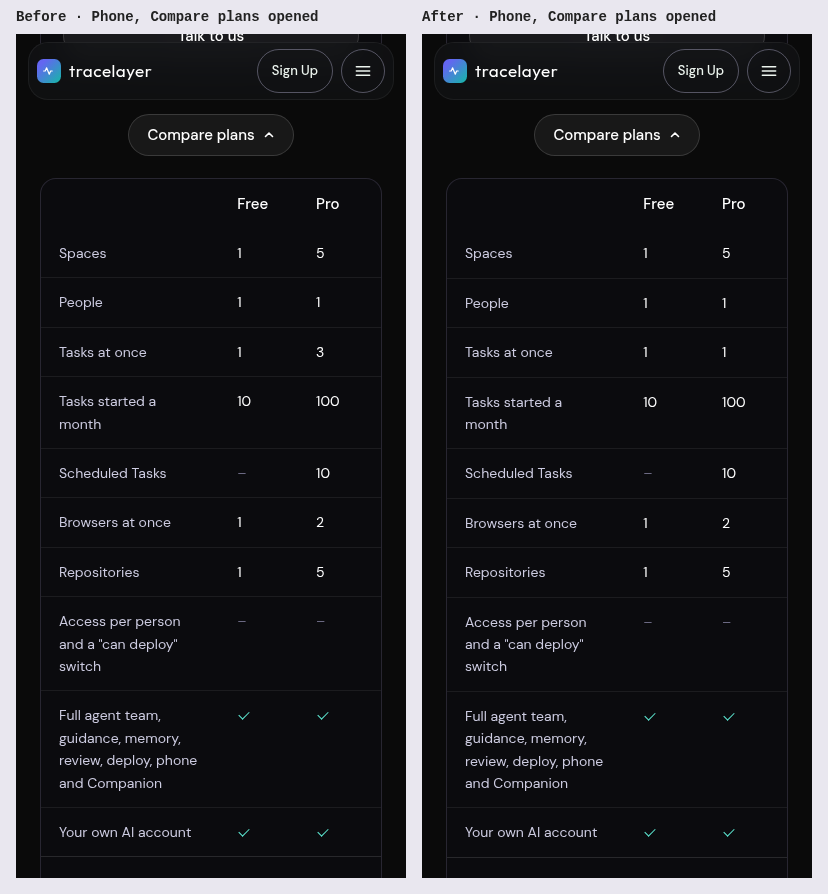 Before · Phone, Compare plans opened
Talk to us
tracelayer
Sign Up
Compare plans
Free Pro
Spaces 1 5
People 1 1
Tasks at once 1 3
Tasks started a 10 100
month
Scheduled Tasks – 10
Browsers at once 1 2
Repositories 1 5
Access per person – –
and a "can deploy"
switch
Full agent team, ✓ ✓
guidance, memory,
review, deploy, phone
and Companion
Your own AI account ✓ ✓
After · Phone, Compare plans opened
Talk to us
tracelayer
Sign Up
Compare plans
Free Pro
Spaces 1 5
People 1 1
Tasks at once 1 1
Tasks started a 10 100
month
Scheduled Tasks – 10
Browsers at once 1 2
Repositories 1 5
Access per person – –
and a "can deploy"
switch
Full agent team, ✓ ✓
guidance, memory,
review, deploy, phone
and Companion
Your own AI account ✓ ✓